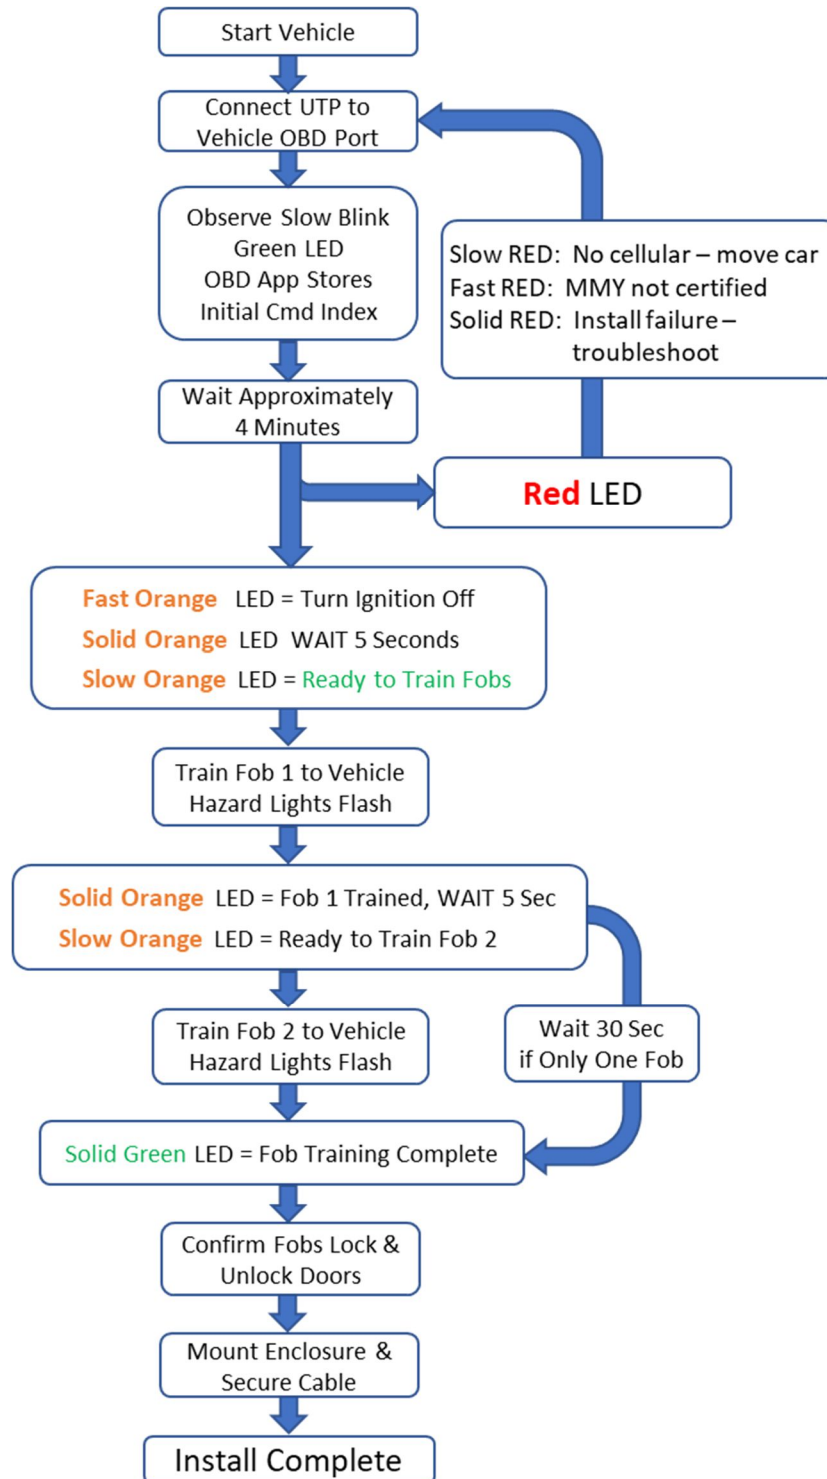 Start Vehicle
Connect UTP to
Vehicle OBD Port
Observe Slow Blink
Green LED
OBD App Stores
Initial Cmd Index
Slow RED:  No cellular – move car
Fast RED:  MMY not certified
Solid RED:  Install failure –
troubleshoot
Wait Approximately
4 Minutes
Red LED
Fast Orange  LED = Turn Ignition Off
Solid Orange  LED  WAIT 5 Seconds
Slow Orange  LED = Ready to Train Fobs
Train Fob 1 to Vehicle
Hazard Lights Flash
Solid Orange  LED = Fob 1 Trained, WAIT 5 Sec
Slow Orange  LED = Ready to Train Fob 2
Train Fob 2 to Vehicle
Hazard Lights Flash
Wait 30 Sec
if Only One Fob
Solid Green LED = Fob Training Complete
Confirm Fobs Lock &
Unlock Doors
Mount Enclosure &
Secure Cable
Install Complete